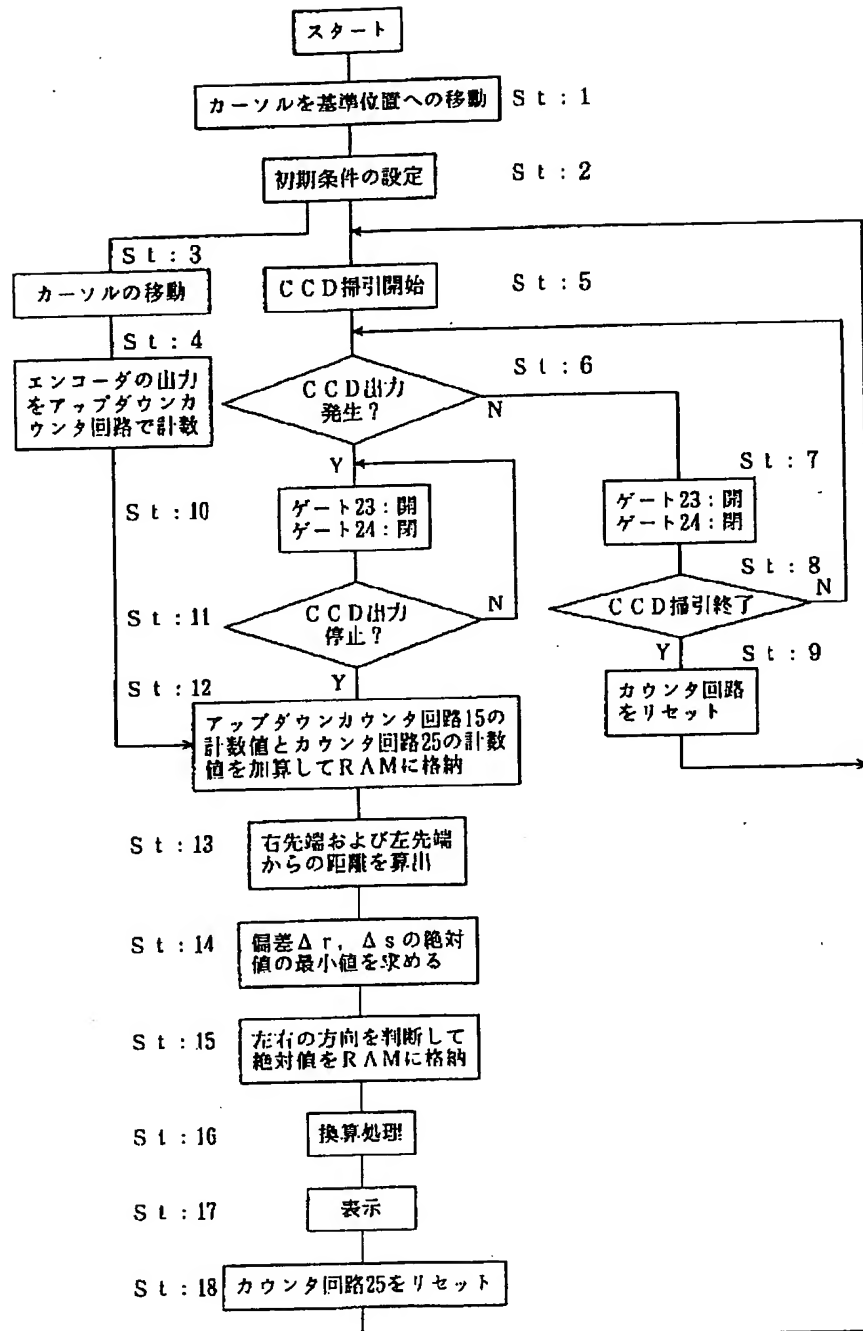 スタート
カーソルを基準位置への移動
St:1
初期条件の設定
St:2
St:3
カーソルの移動
St:4
エンコーダの出力
をアップダウンカ
ウンタ回路で計数
CCD掃引開始
St:5
St:6
CCD出力
発生?
N
Y
St:7
ゲート23:開
ゲート24:閉
St:8
CCD掃引終了
N
Y
St:9
カウンタ回路
をリセット
St:10
ゲート23:開
ゲート24:閉
St:11
CCD出力
停止?
N
Y
St:12
アップダウンカウンタ回路15の
計数値とカウンタ回路25の計数
値を加算してRAMに格納
St:13
右先端および左先端
からの距離を算出
St:14
偏差Δr,Δsの絶対
値の最小値を求める
St:15
左右の方向を判断して
絶対値をRAMに格納
St:16
換算処理
St:17
表示
St:18
カウンタ回路25をリセット